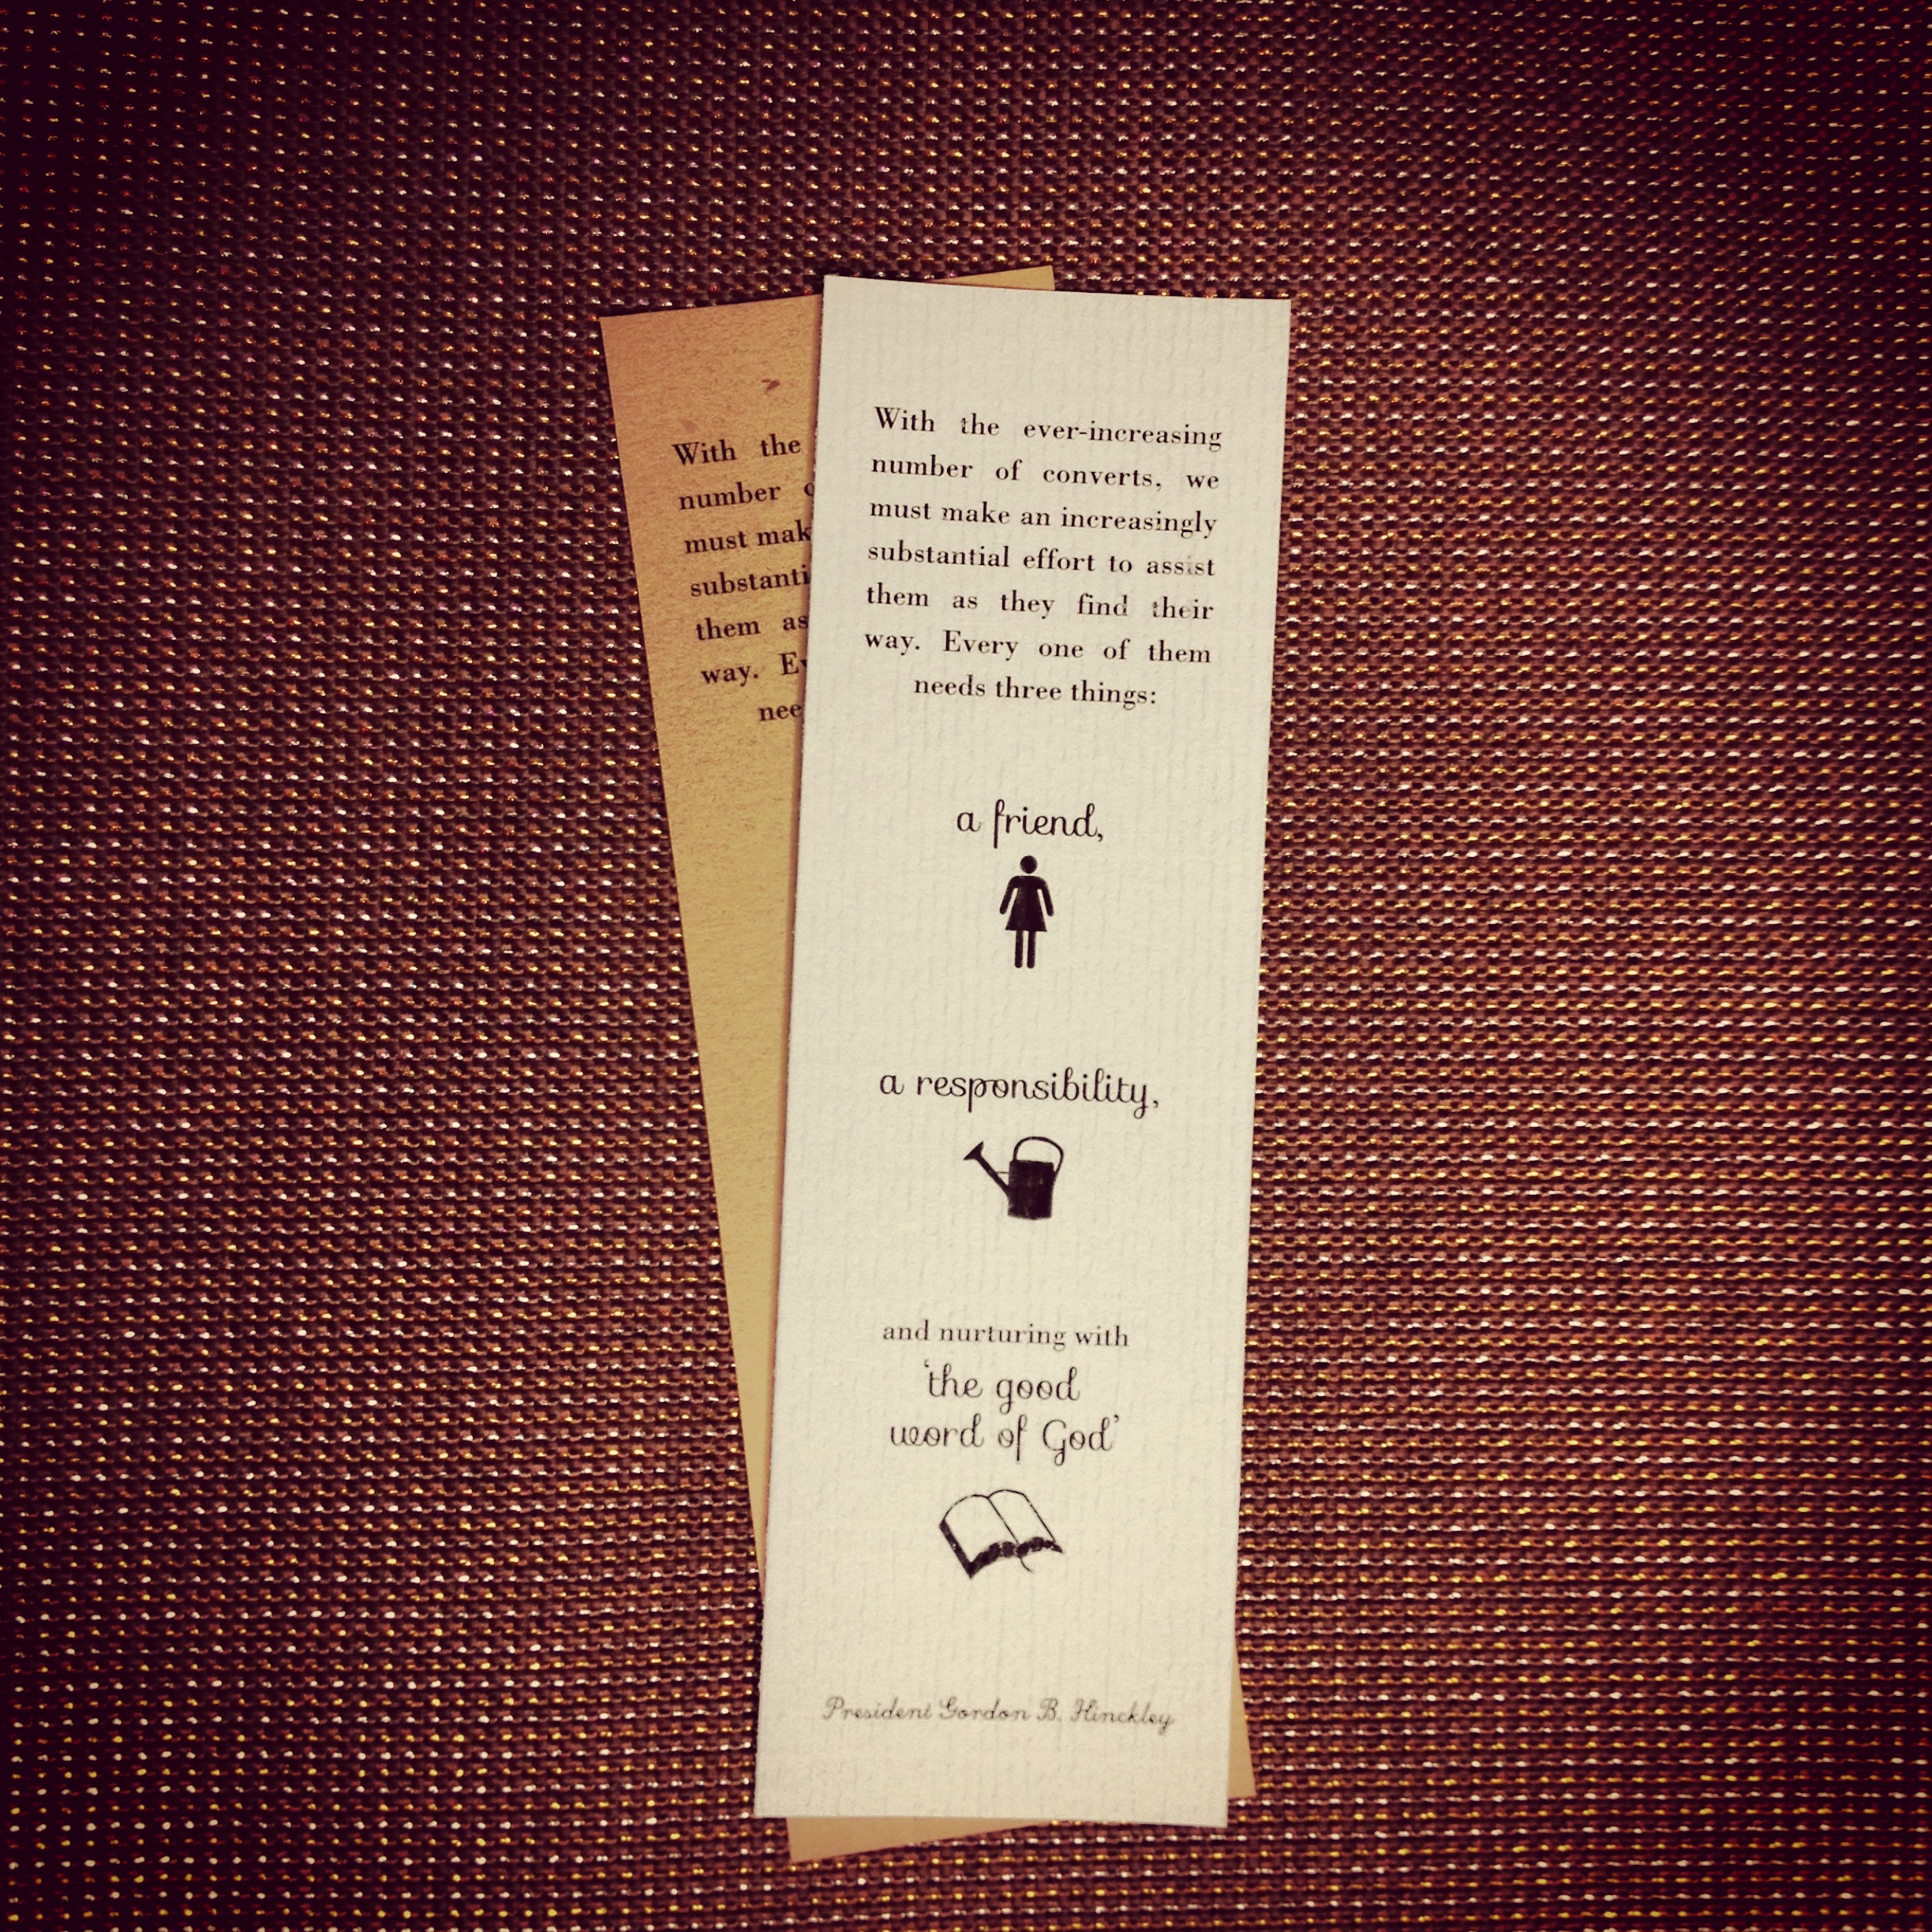 With the
number
must mak
substanti
them as
way. Ev
nee
With the ever-increasing
number of converts, we
must make an increasingly
substantial effort to assist
them as they find their
way. Every one of them
needs three things:
a friend,
a responsibility,
and nurturing with
'the good
word of God'
President Gordon B. Hinckley